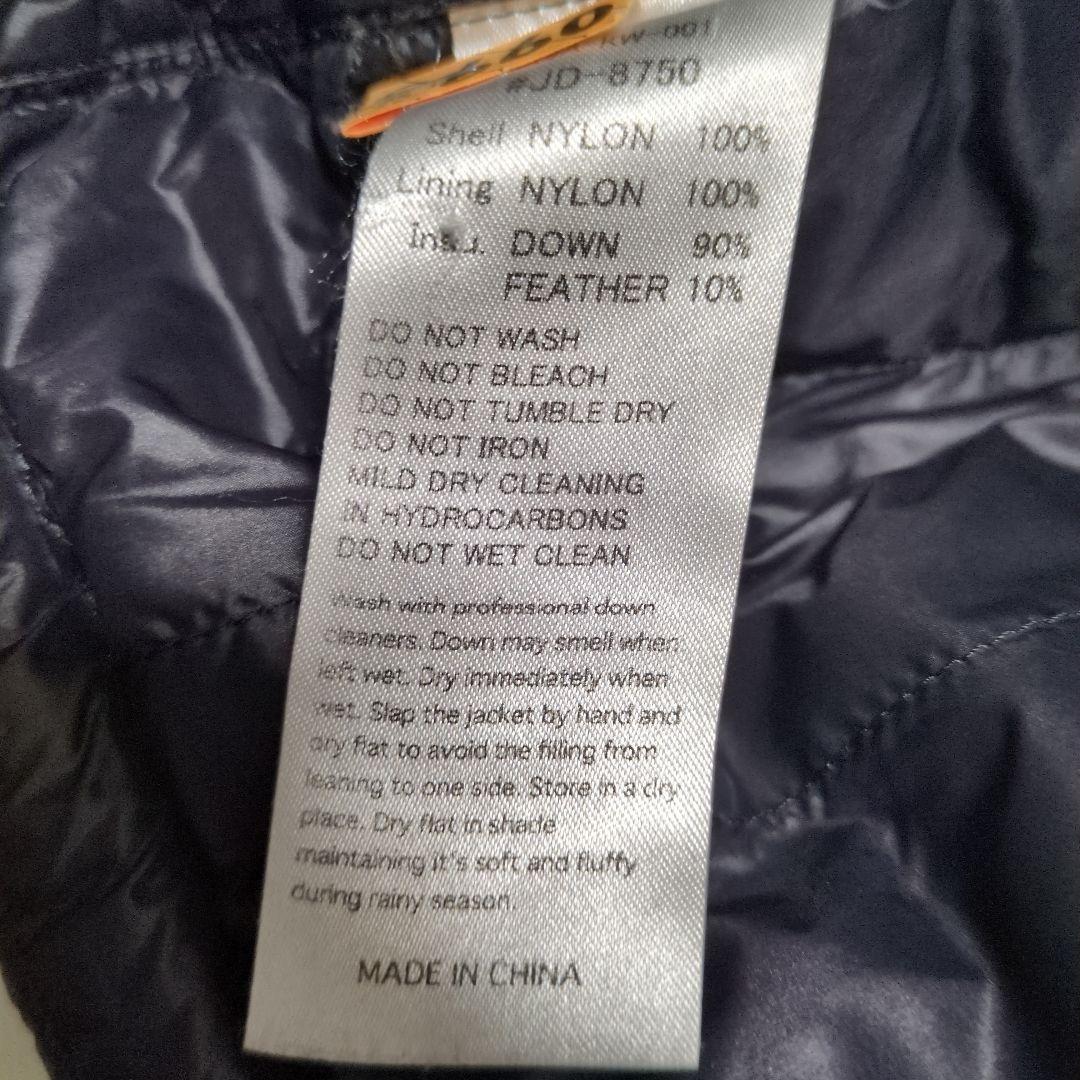 RW-001
#JD-8750
Shell NYLON 100%
Lining NYLON 100%
DOWN 90%
FEATHER 10%
DO NOT WASH
DO NOT BLEACH
DO NOT TUMBLE DRY
DO NOT IRON
MILD DRY CLEANING
IN HYDROCARBONS
DO NOT WET CLEAN
Wash with professional down
cleaners. Down may smell when
left wet. Dry immediately when
wet. Slap the jacket by hand and
dry flat to avoid the filling from
leaning to one side. Store in a dry
place. Dry flat in shade
maintaining it's soft and fluffy
during rainy season.
MADE IN CHINA